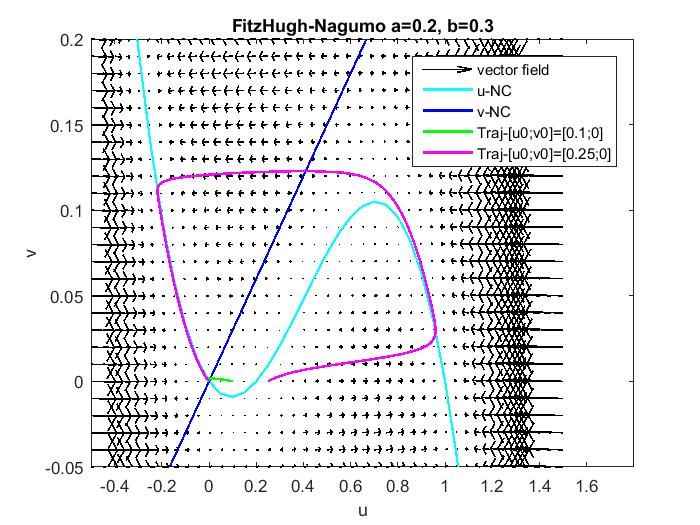 FitzHugh-Nagumo a=0.2, b=0.3
0.2
0.15
0.1
0.05
0
-0.05
v
-0.4
-0.2
0
0.2
0.4
0.6
0.8
1
1.2
1.4
1.6
u
vector field
u-NC
v-NC
Traj-[u0;v0]=[0.1;0]
Traj-[u0;v0]=[0.25;0]